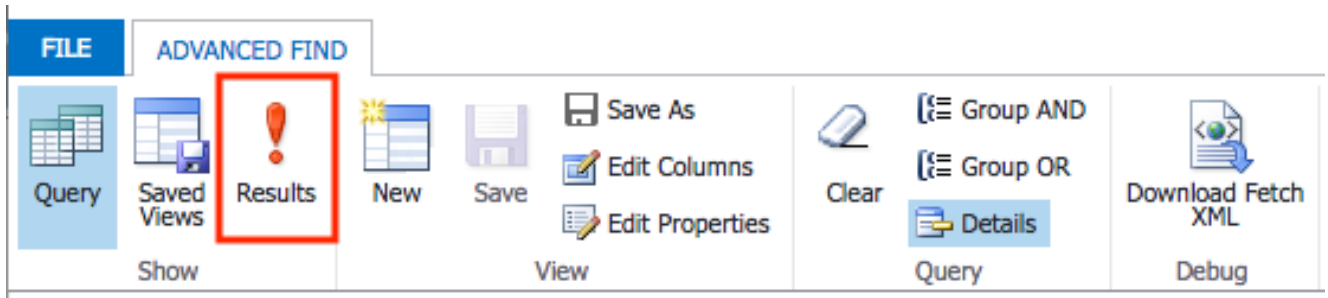 FILE
ADVANCED FIND
Query
Saved
Views
Results
New
Save
Save As
Edit Columns
Edit Properties
Clear
Group AND
Group OR
Details
Download Fetch
XML
Show
View
Query
Debug